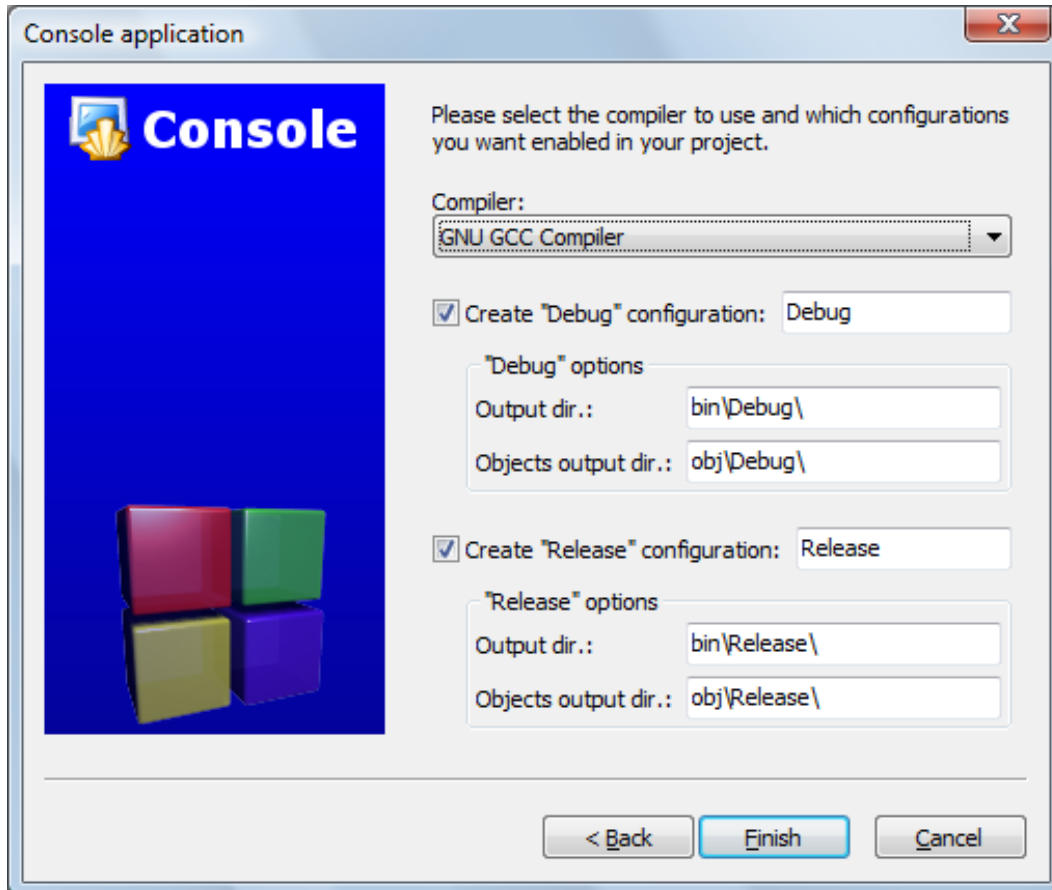 Console application
Console
Please select the compiler to use and which configurations
you want enabled in your project.
Compiler:
GNU GCC Compiler
Create "Debug" configuration: Debug
"Debug" options
Output dir.: bin\Debug\
Objects output dir.: obj\Debug\
Create "Release" configuration: Release
"Release" options
Output dir.: bin\Release\
Objects output dir.: obj\Release\
< Back Finish Cancel